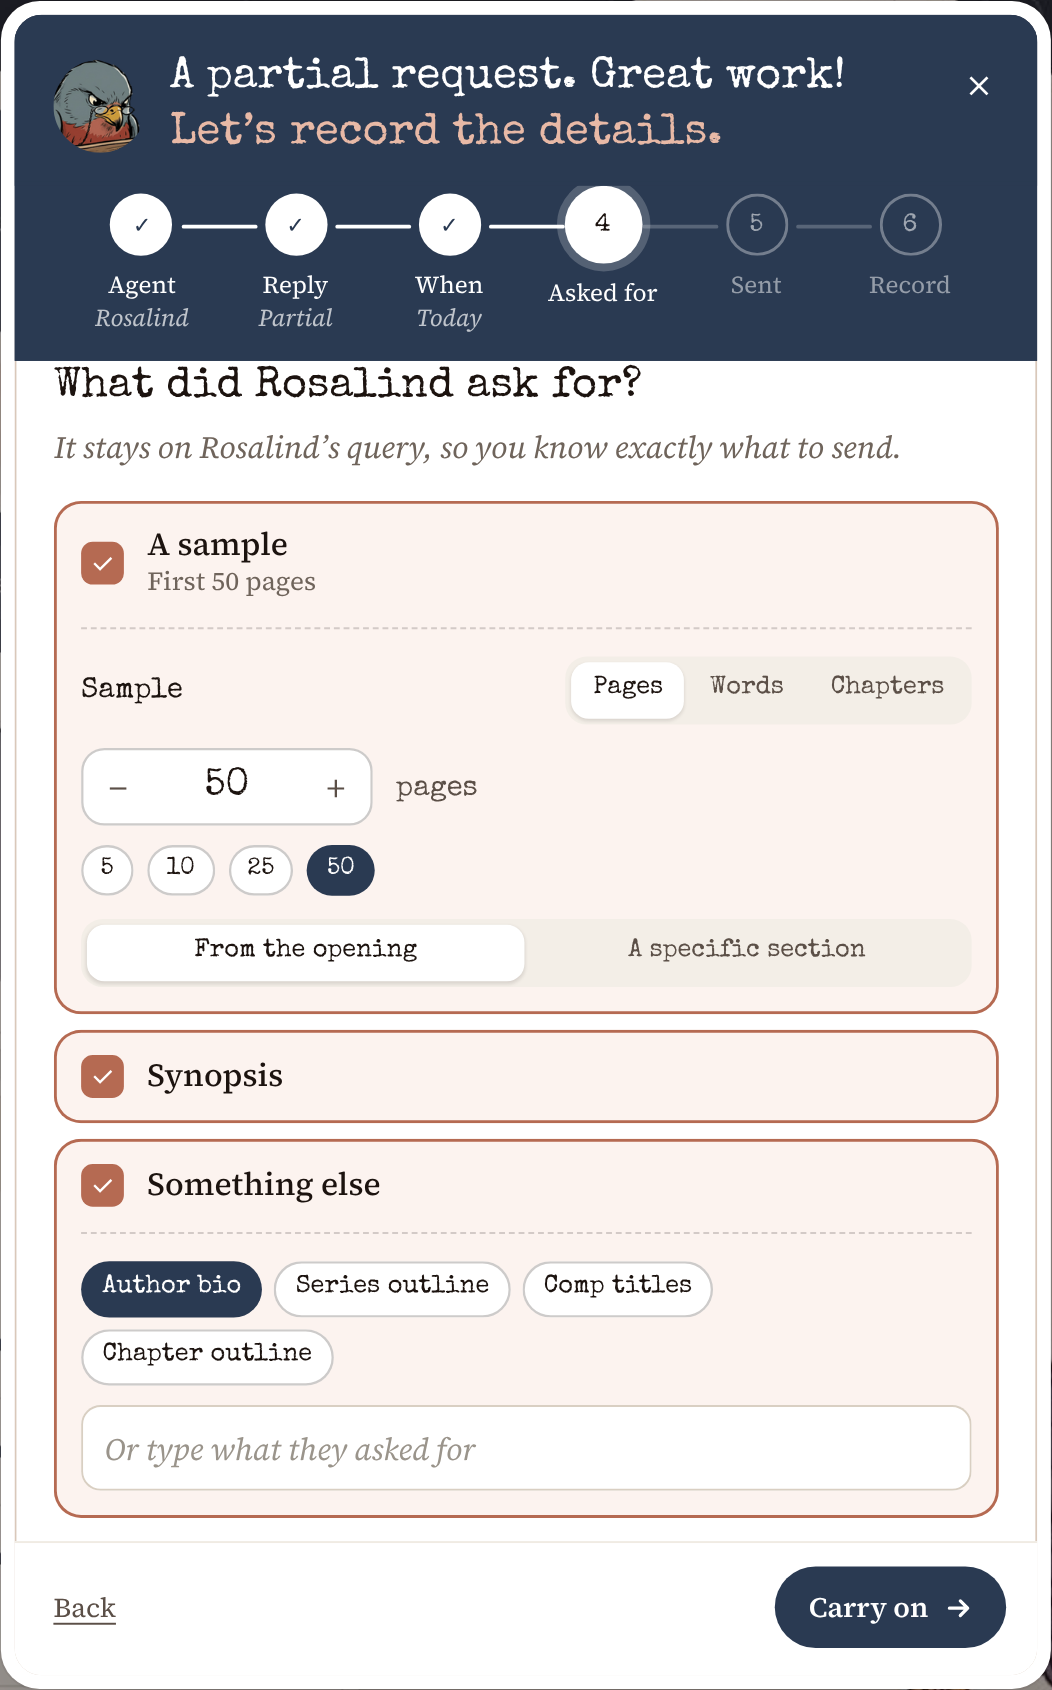 A partial request. Great work!
Let's record the details.
✓ ✓ ✓ 4 5 6
Agent Reply When Asked for Sent Record
Rosalind Partial Today
What did Rosalind ask for?
It stays on Rosalind's query, so you know exactly what to send.
A sample
First 50 pages
Sample Pages Words Chapters
− 50 + pages
5 10 25 50
From the opening A specific section
Synopsis
Something else
Author bio Series outline Comp titles
Chapter outline
Or type what they asked for
Back Carry on →